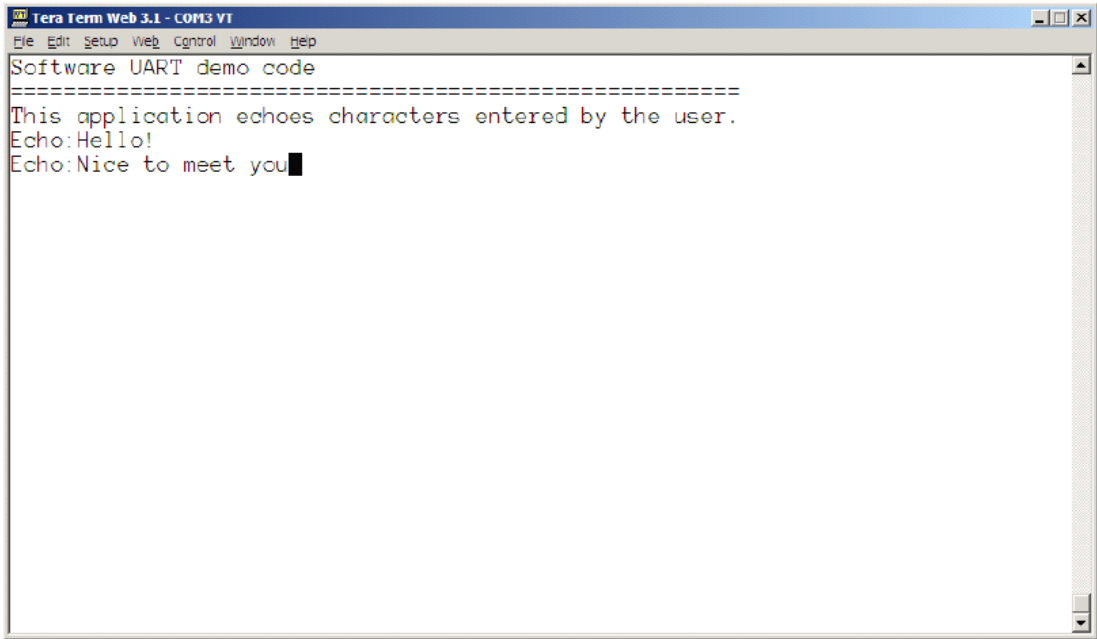 Tera Term Web 3.1 - COM3 VT
File Edit Setup Web Control Window Help
Software UART demo code
=======================================================
This application echoes characters entered by the user.
Echo:Hello!
Echo:Nice to meet you